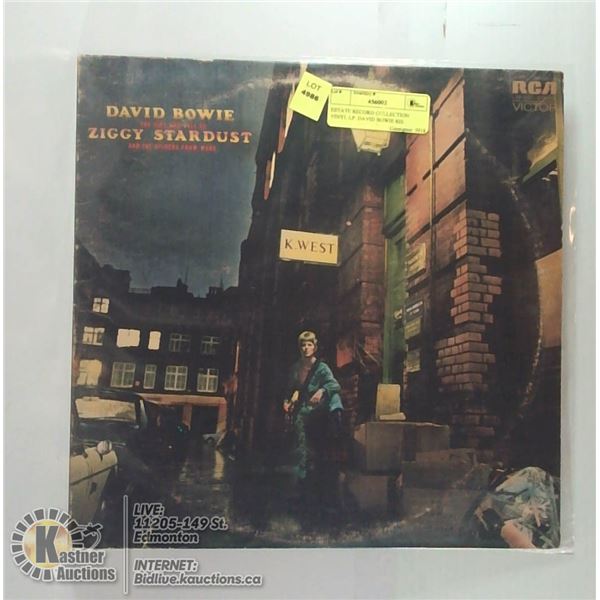 DAVID BOWIE
THE RISE AND FALL OF
ZIGGY STARDUST
AND THE SPIDERS FROM MARS
LOT
4986
456002
ESTATE RECORD COLLECTION
VINYL LP DAVID BOWIE RIS
Consignor
RCA
VICTOR
K.WEST
Kastner
Auctions
LIVE:
11205-149 St.
Edmonton
INTERNET:
Bidlive.kauctions.ca